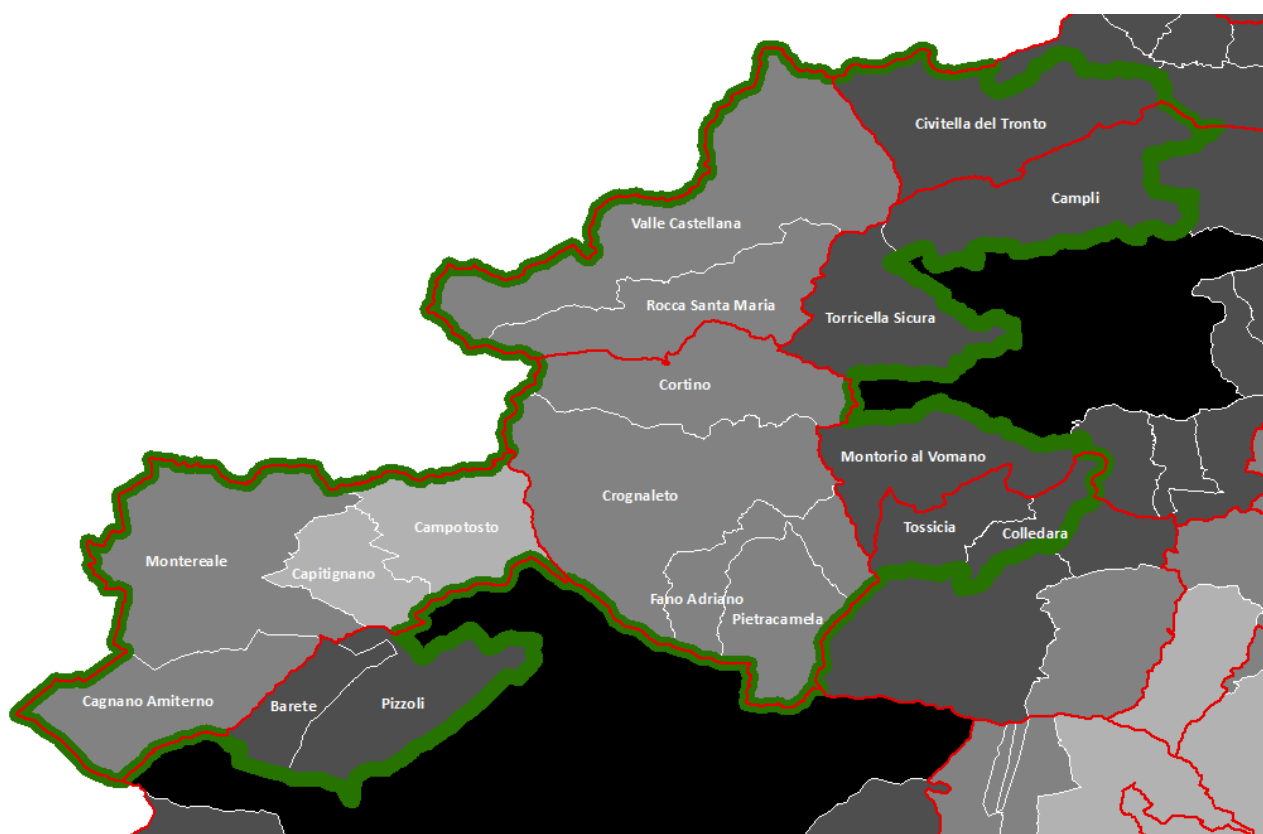 Civitella del Tronto
Campli
Valle Castellana
Rocca Santa Maria
Torricella Sicura
Cortino
Montorio al Vomano
Crognaleto
Campotosto
Tossicia
Colledara
Montereale
Capitignano
Fano Adriano
Pietracamela
Cagnano Amiterno
Barete
Pizzoli